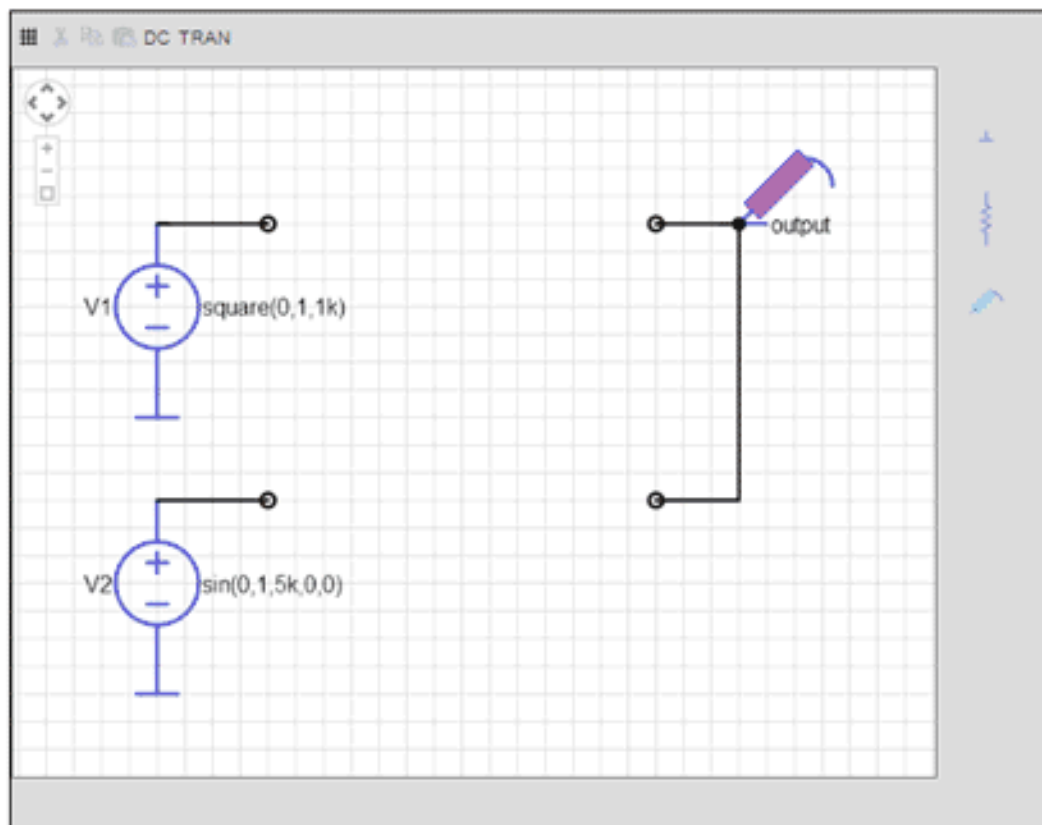 DC TRAN
output
V1 square(0,1,1k)
V2 sin(0,1,5k,0,0)